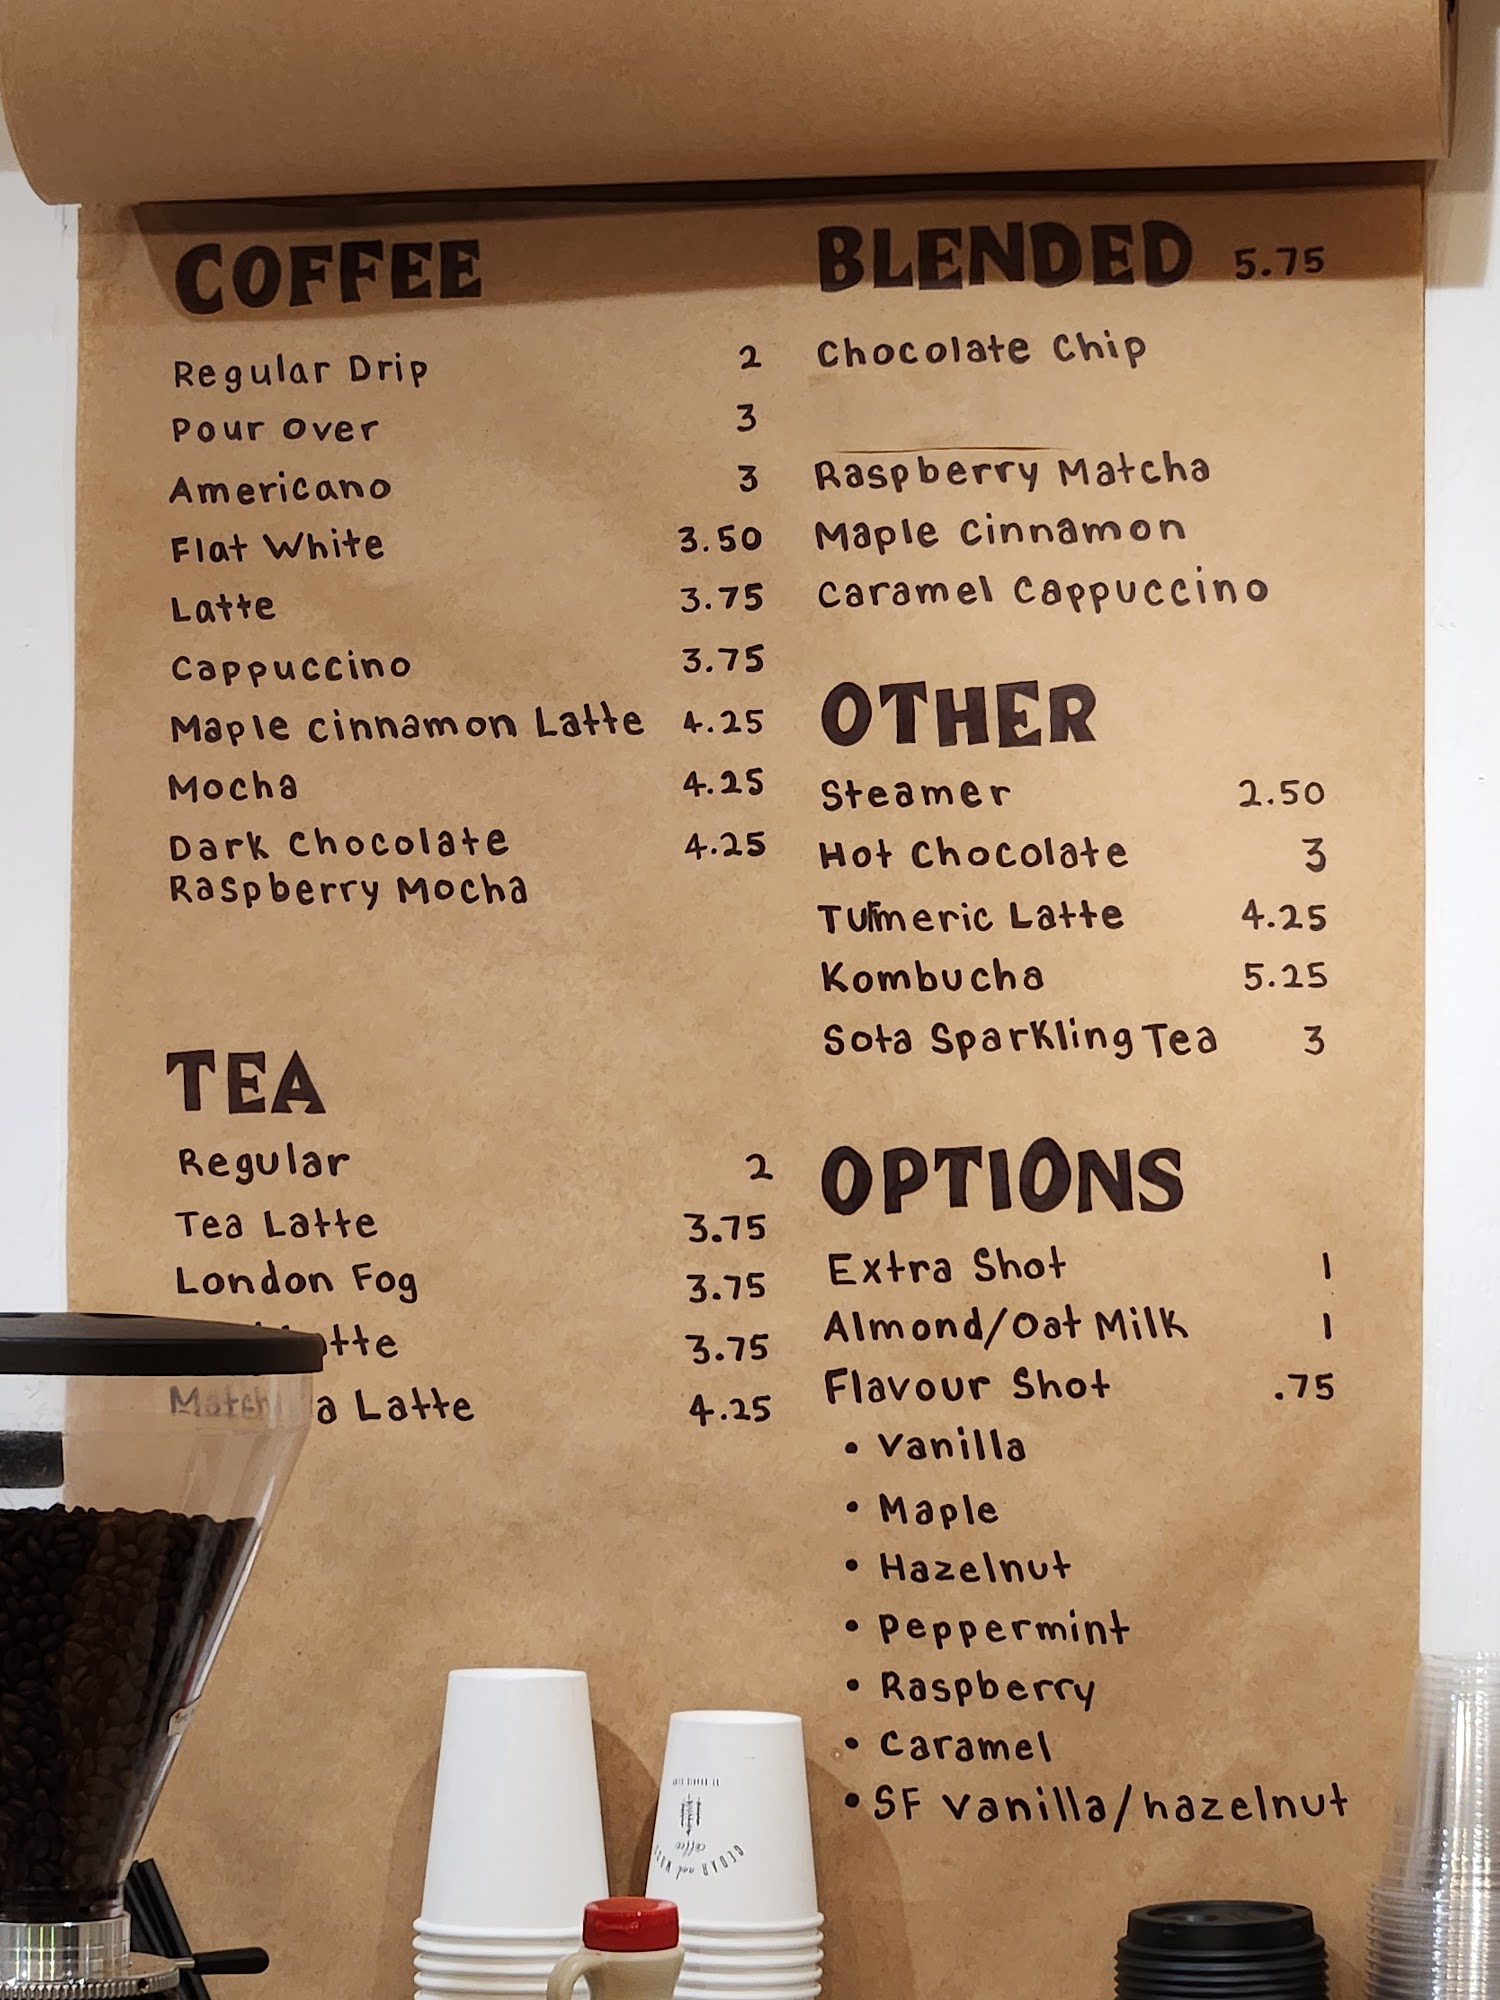 COFFEE
Regular Drip 2
Pour Over 3
Americano 3
Flat White 3.50
Latte 3.75
Cappuccino 3.75
Maple Cinnamon Latte 4.25
Mocha 4.25
Dark Chocolate 4.25
Raspberry Mocha
TEA
Regular 2
Tea Latte 3.75
London Fog 3.75
3.75
Latte 4.25
BLENDED 5.75
Chocolate Chip
Raspberry Matcha
Maple Cinnamon
Caramel Cappuccino
OTHER
Steamer 2.50
Hot Chocolate 3
Turmeric Latte 4.25
Kombucha 5.25
Sota Sparkling Tea 3
OPTIONS
Extra Shot 1
Almond/Oat Milk 1
Flavour Shot .75
• Vanilla
• Maple
• Hazelnut
• Peppermint
• Raspberry
• Caramel
• SF vanilla/hazelnut
CEDAR and
coffee